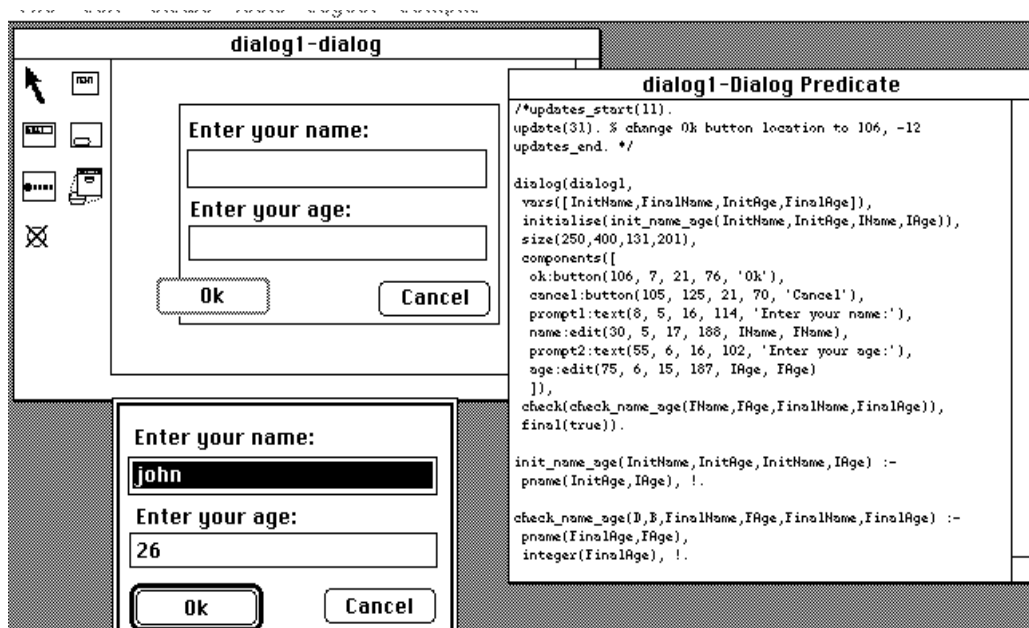 dialog1-dialog
Enter your name:
Enter your age:
Ok
Cancel
dialog1-Dialog Predicate
/*updates_start(11).
update(31). % change Ok button location to 106, -12
updates_end. */
dialog(dialog1,
vars([InitName,FinalName,InitAge,FinalAge]),
initialise(init_name_age(InitName,InitAge,IName,IAge)),
size(250,400,131,201),
components([
ok:button(106, 7, 21, 76, 'Ok'),
cancel:button(105, 125, 21, 70, 'Cancel'),
prompt1:text(8, 5, 16, 114, 'Enter your name:'),
name:edit(30, 5, 17, 188, IName, FName),
prompt2:text(55, 6, 16, 102, 'Enter your age:'),
age:edit(75, 6, 15, 187, IAge, FAge)
]),
check(check_name_age(FName,FAge,FinalName,FinalAge)),
final(true)).
init_name_age(InitName,InitAge,InitName,IAge) :-
pname(InitAge,IAge), !.
check_name_age(D,B,FinalName,FAge,FinalName,FinalAge) :-
pname(FinalAge,FAge),
integer(FinalAge), !.
Enter your name:
john
Enter your age:
26
Ok
Cancel